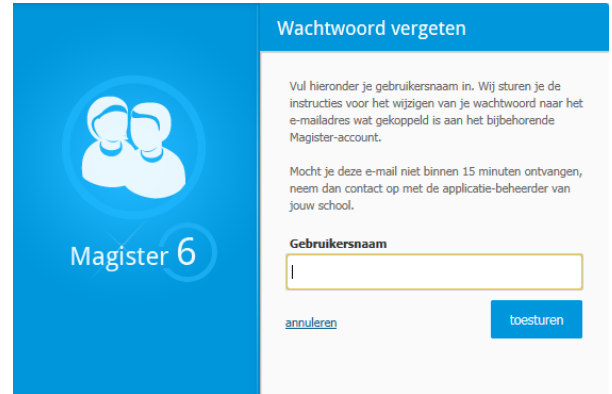 Wachtwoord vergeten
Vul hieronder je gebruikersnaam in. Wij sturen je de
instructies voor het wijzigen van je wachtwoord naar het
e-mailadres wat gekoppeld is aan het bijbehorende
Magister-account.
Mocht je deze e-mail niet binnen 15 minuten ontvangen,
neem dan contact op met de applicatie-beheerder van
jouw school.
Magister 6
Gebruikersnaam
annuleren
toesturen